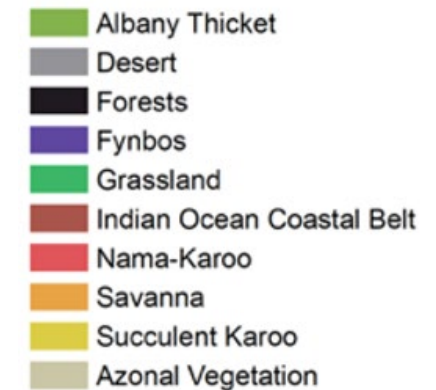 Albany Thicket
Desert
Forests
Fynbos
Grassland
Indian Ocean Coastal Belt
Nama-Karoo
Savanna
Succulent Karoo
Azonal Vegetation